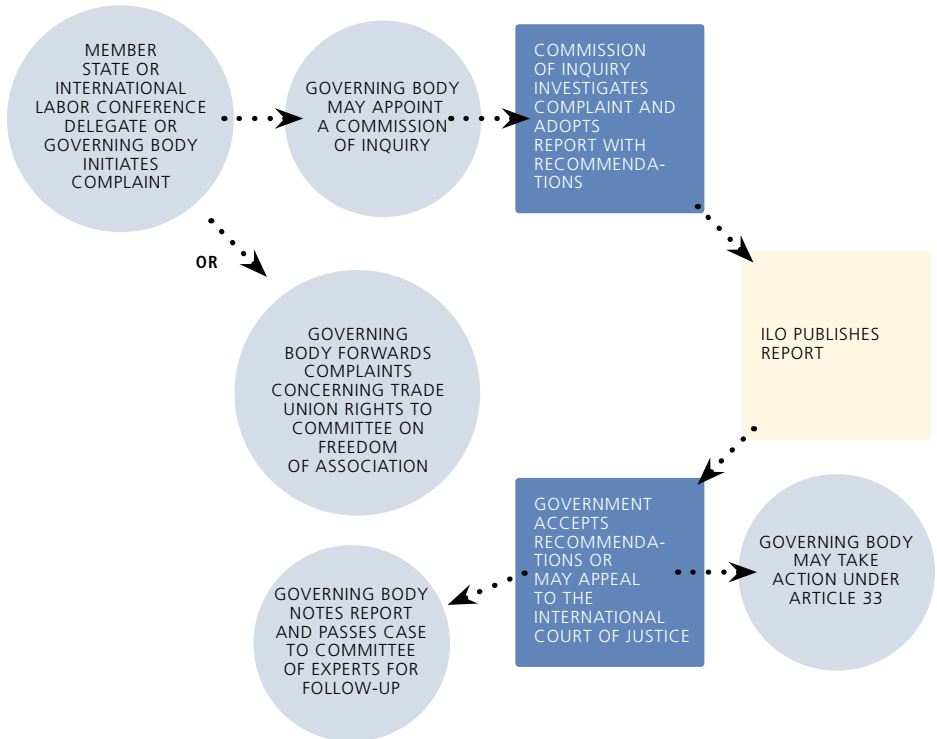 MEMBER
STATE OR
INTERNATIONAL
LABOR CONFERENCE
DELEGATE OR
GOVERNING BODY
INITIATES
COMPLAINT
GOVERNING BODY
MAY APPOINT
A COMMISSION
OF INQUIRY
COMMISSION
OF INQUIRY
INVESTIGATES
COMPLAINT AND
ADOPTS
REPORT WITH
RECOMMENDA-
TIONS
OR
GOVERNING
BODY FORWARDS
COMPLAINTS
CONCERNING TRADE
UNION RIGHTS TO
COMMITTEE ON
FREEDOM
OF ASSOCIATION
ILO PUBLISHES
REPORT
GOVERNMENT
ACCEPTS
RECOMMENDA-
TIONS OR
MAY APPEAL
TO THE
INTERNATIONAL
COURT OF JUSTICE
GOVERNING BODY
MAY TAKE
ACTION UNDER
ARTICLE 33
GOVERNING BODY
NOTES REPORT
AND PASSES CASE
TO COMMITTEE
OF EXPERTS FOR
FOLLOW-UP